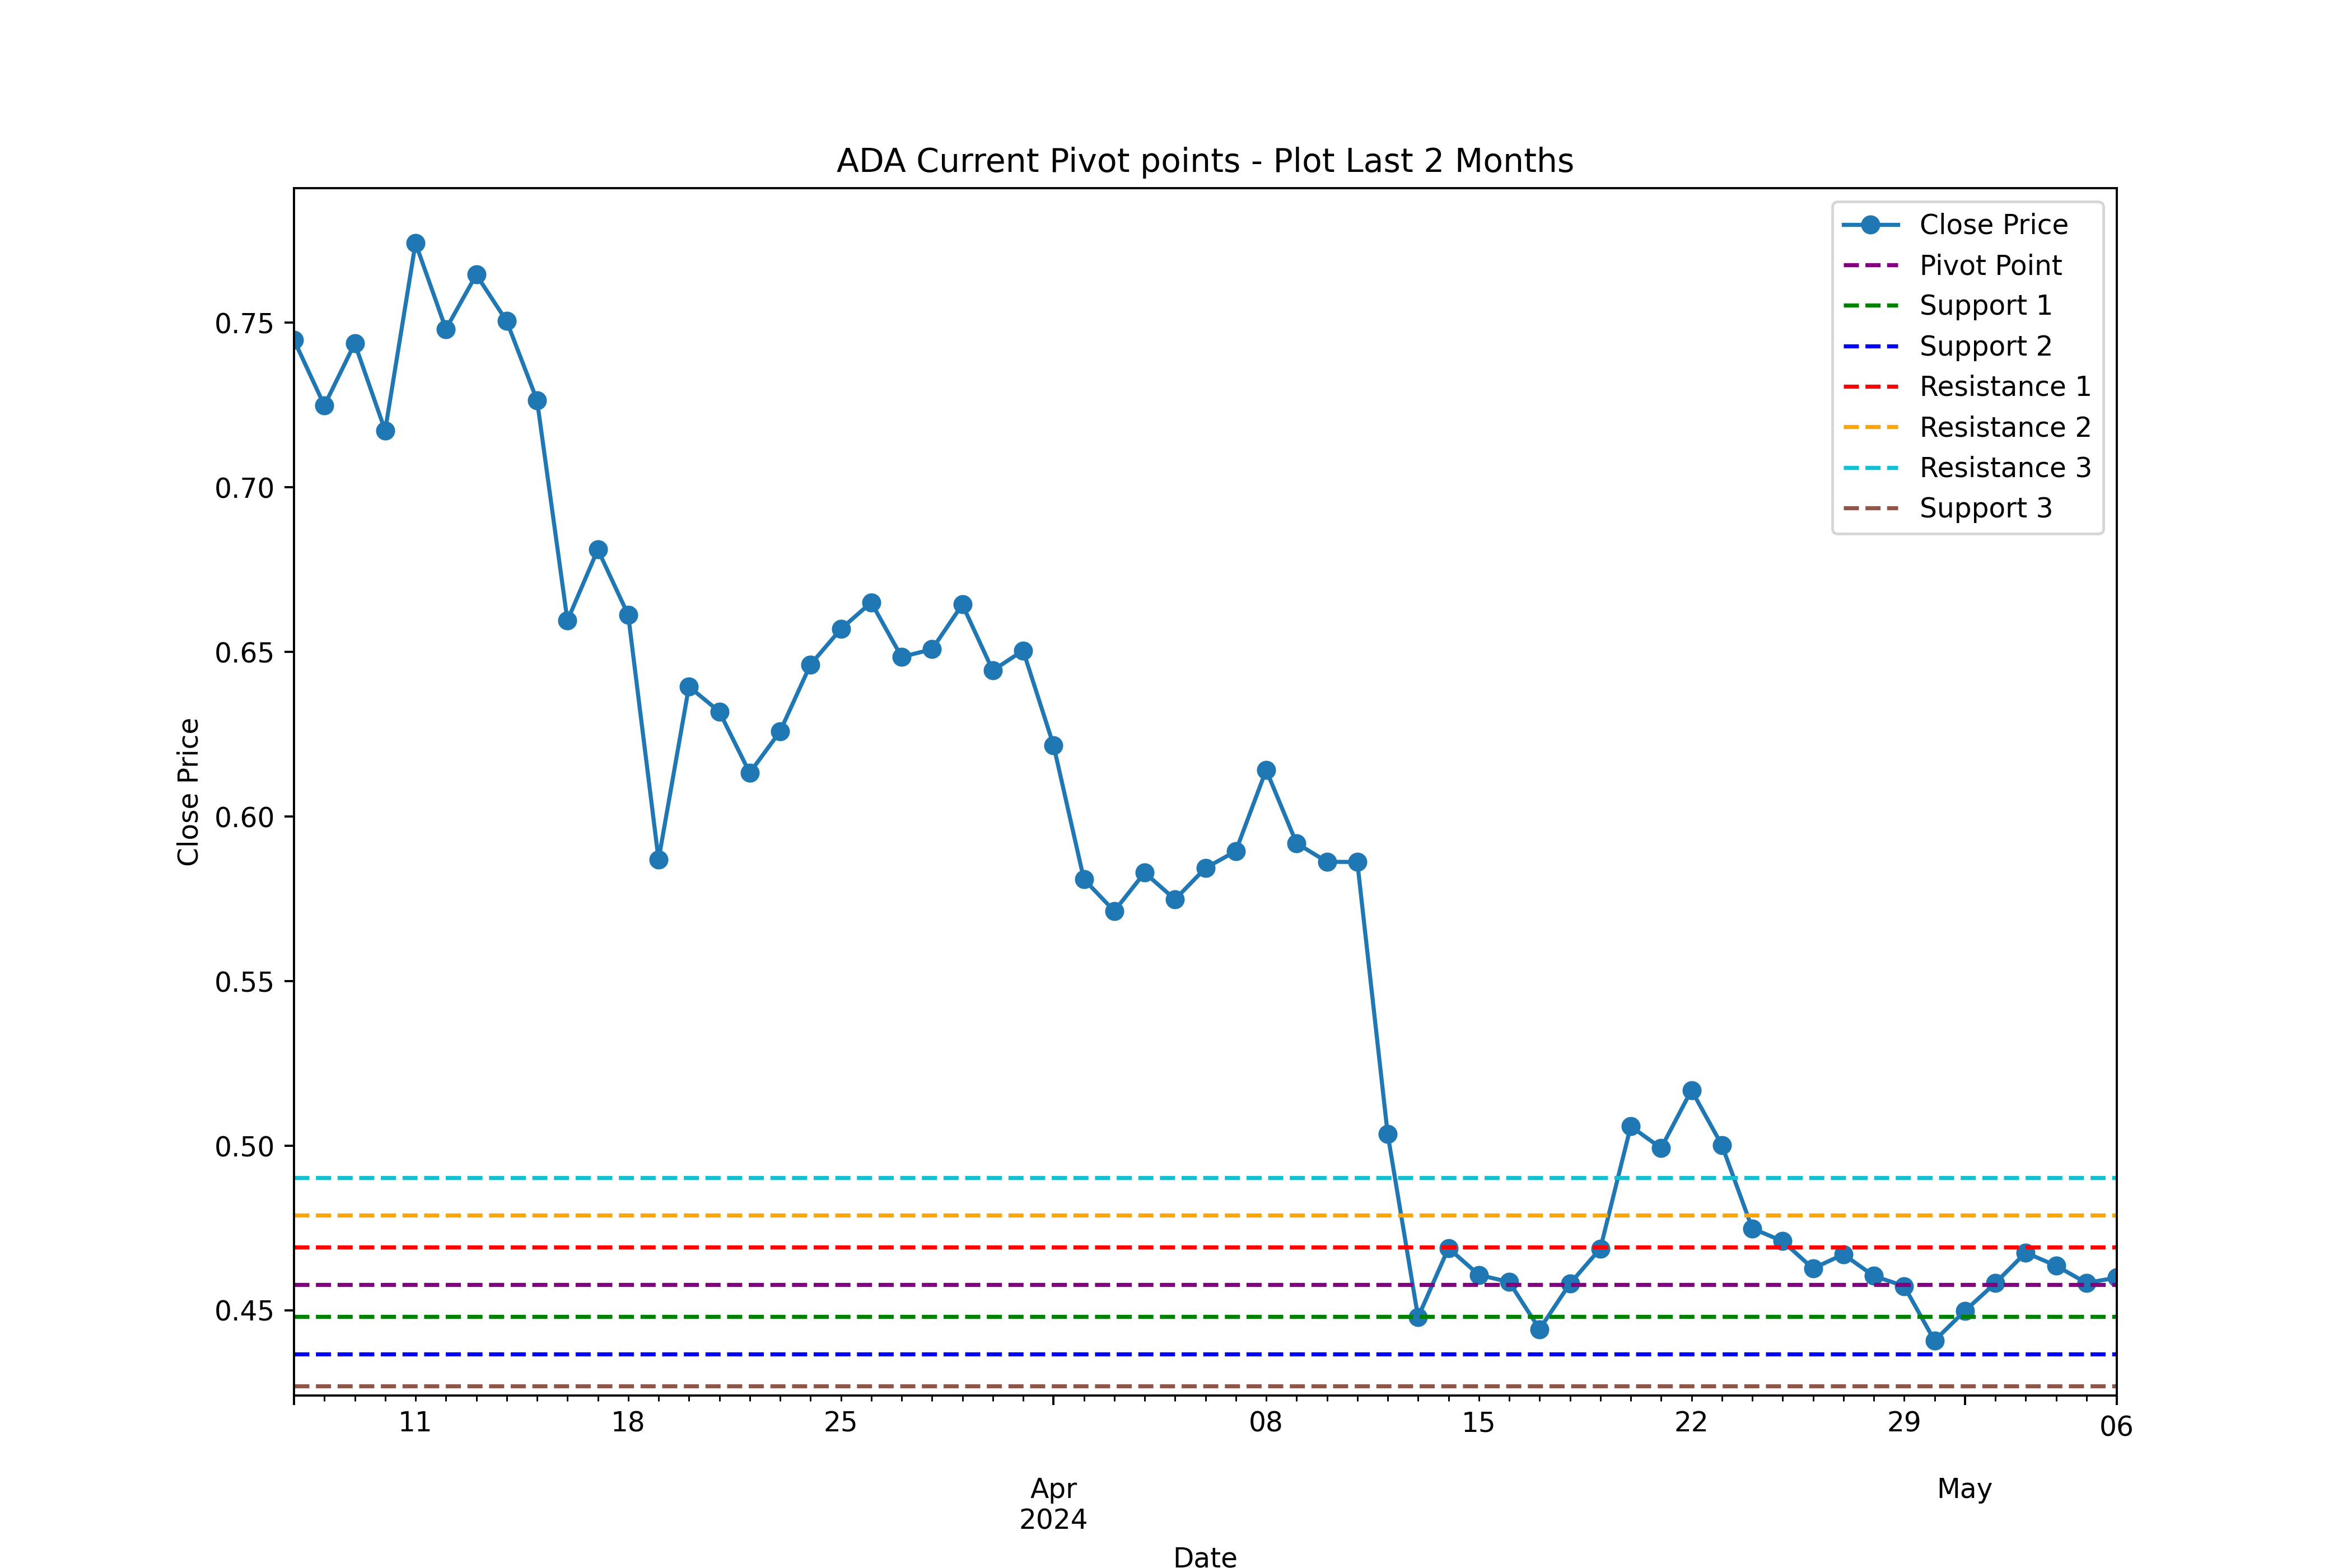 ADA Current Pivot points - Plot Last 2 Months
Close Price
Pivot Point
Support 1
Support 2
Resistance 1
Resistance 2
Resistance 3
Support 3
0.75
0.70
0.65
0.60
0.55
0.50
0.45
Close Price
11 18 25 08 15 22 29 06
Apr May
2024
Date